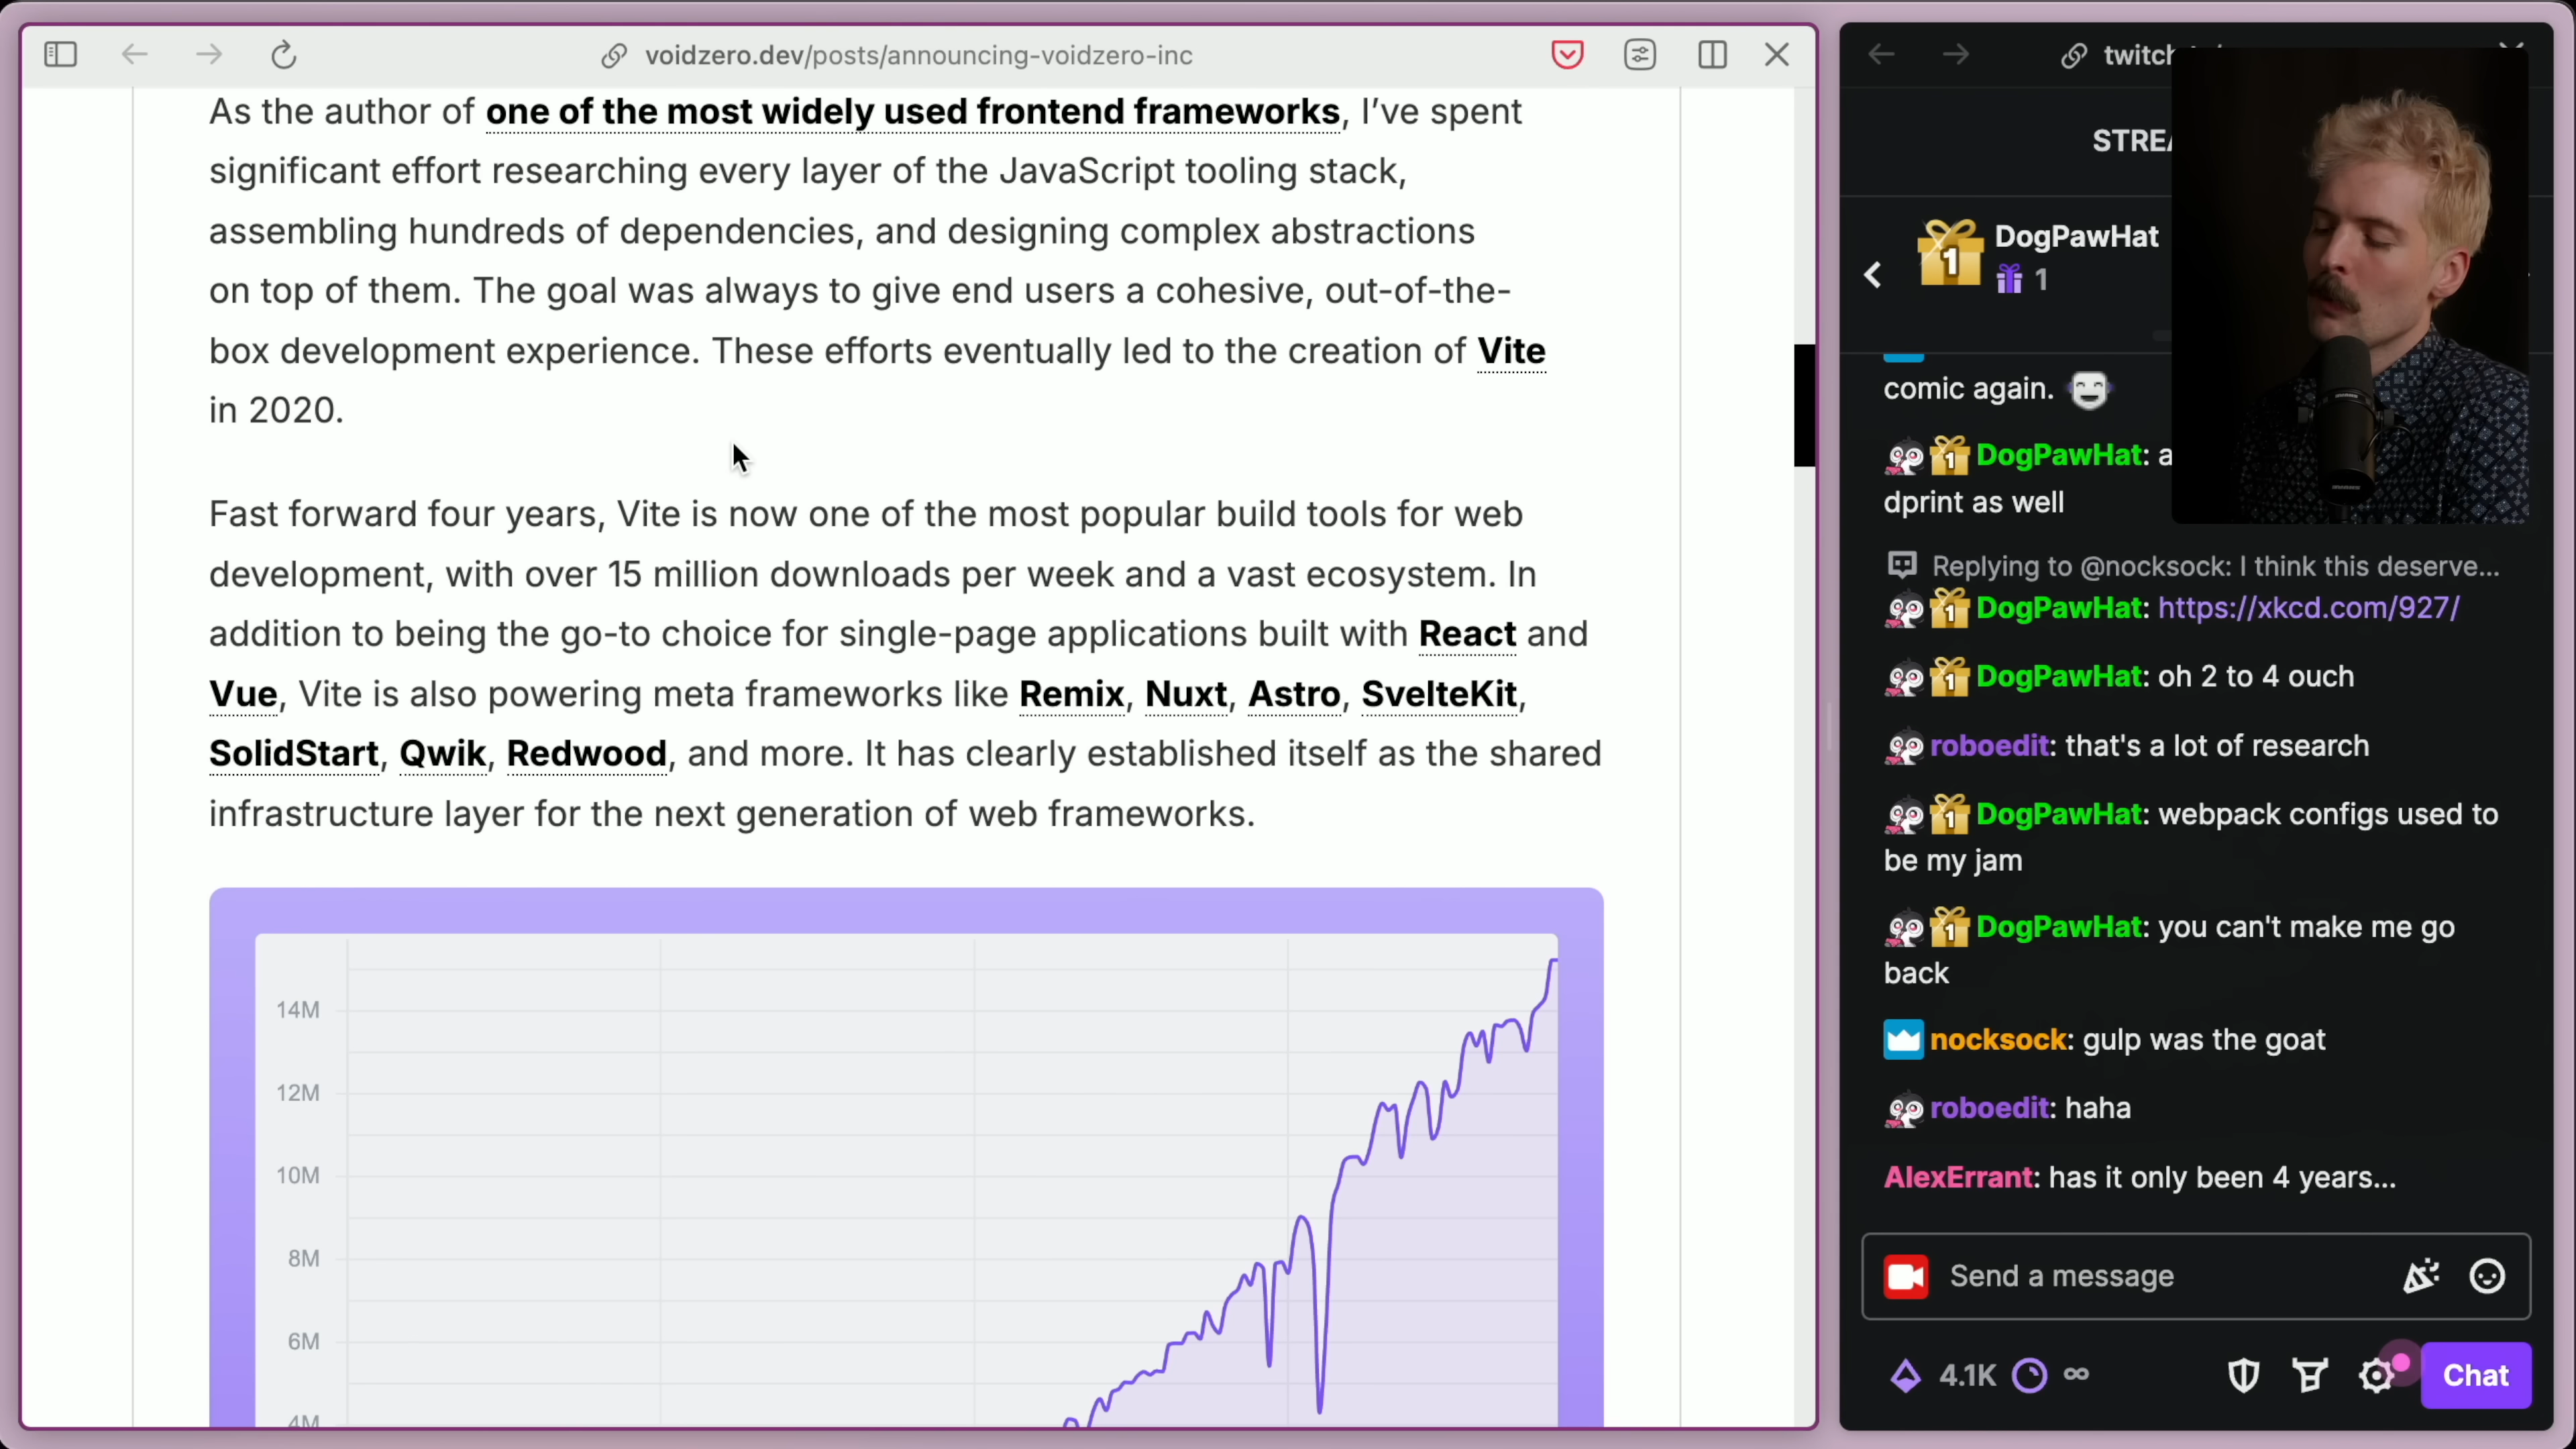 voidzero.dev/posts/announcing-voidzero-inc
As the author of one of the most widely used frontend frameworks, I've spent
significant effort researching every layer of the JavaScript tooling stack,
assembling hundreds of dependencies, and designing complex abstractions
on top of them. The goal was always to give end users a cohesive, out-of-the-
box development experience. These efforts eventually led to the creation of Vite
in 2020.
Fast forward four years, Vite is now one of the most popular build tools for web
development, with over 15 million downloads per week and a vast ecosystem. In
addition to being the go-to choice for single-page applications built with React and
Vue, Vite is also powering meta frameworks like Remix, Nuxt, Astro, SvelteKit,
SolidStart, Qwik, Redwood, and more. It has clearly established itself as the shared
infrastructure layer for the next generation of web frameworks.
14M
12M
10M
8M
6M
4M
twitch
STREA
DogPawHat
1
1
comic again.
DogPawHat: a
dprint as well
Replying to @nocksock: I think this deserve...
DogPawHat: https://xkcd.com/927/
DogPawHat: oh 2 to 4 ouch
roboedit: that's a lot of research
DogPawHat: webpack configs used to
be my jam
DogPawHat: you can't make me go
back
nocksock: gulp was the goat
roboedit: haha
AlexErrant: has it only been 4 years...
Send a message
4.1K ∞
Chat